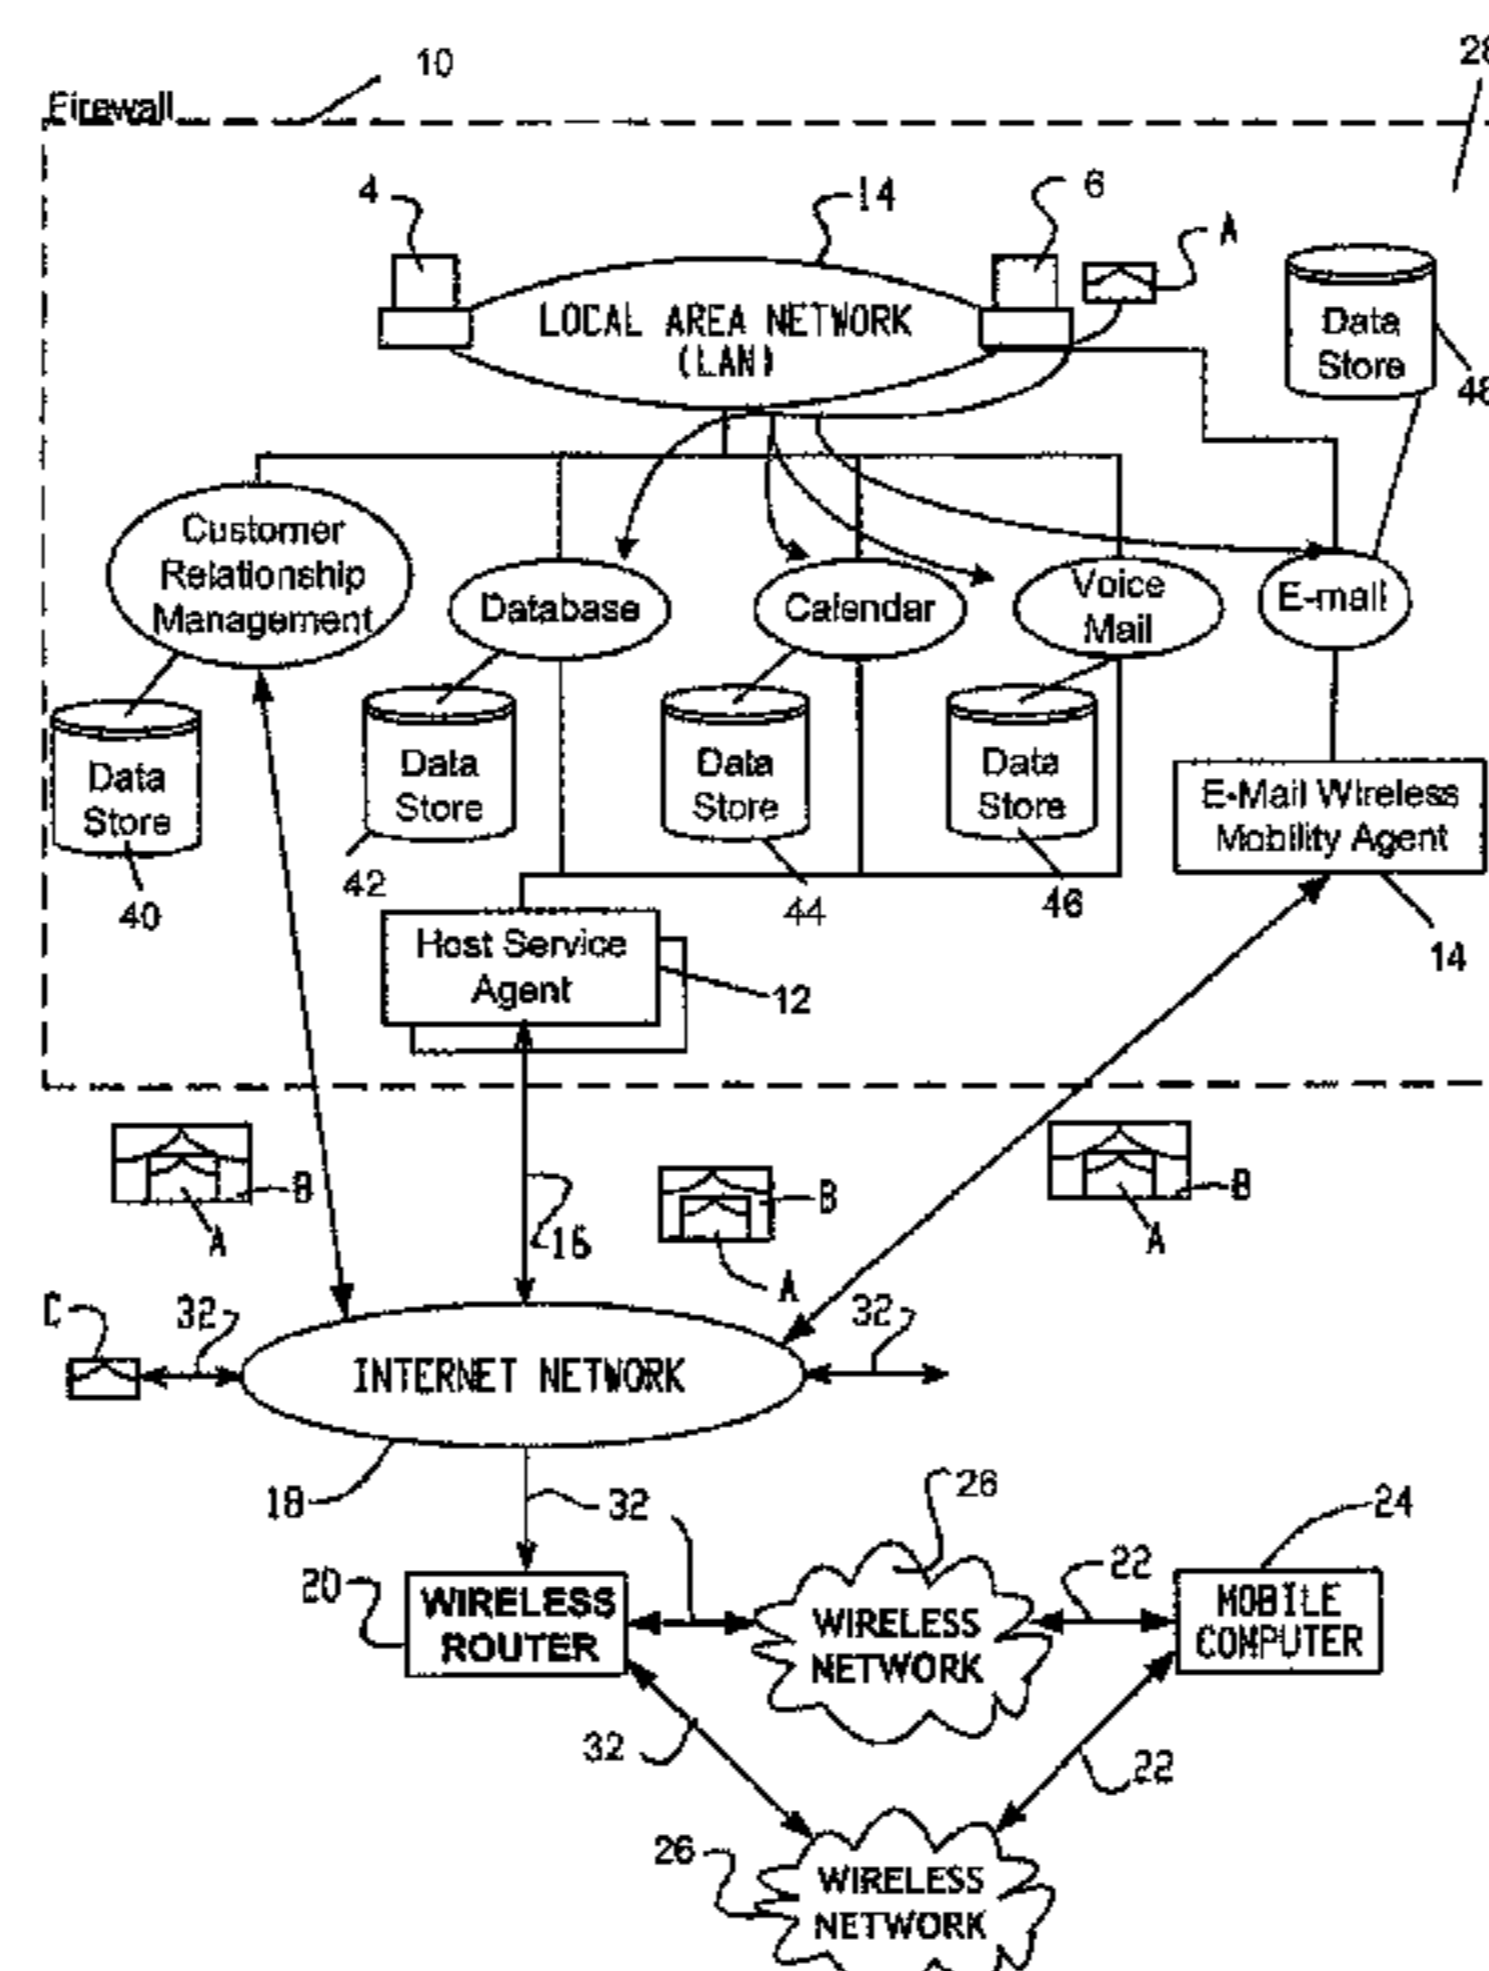 10
Firewall
4
14
6
A
LOCAL AREA NETWORK
(LAN)
Data
Store
Customer
Relationship
Management
Database
Calendar
Voice
Mail
E-mail
Data
Store
Data
Store
Data
Store
Data
Store
E-Mail Wireless
Mobility Agent
40
42
44
46
14
Host Service
Agent
12
B
A
16
B
A
B
A
C
32
INTERNET NETWORK
32
18
32
26
24
20
WIRELESS
ROUTER
WIRELESS
NETWORK
22
MOBILE
COMPUTER
32
22
26
WIRELESS
NETWORK